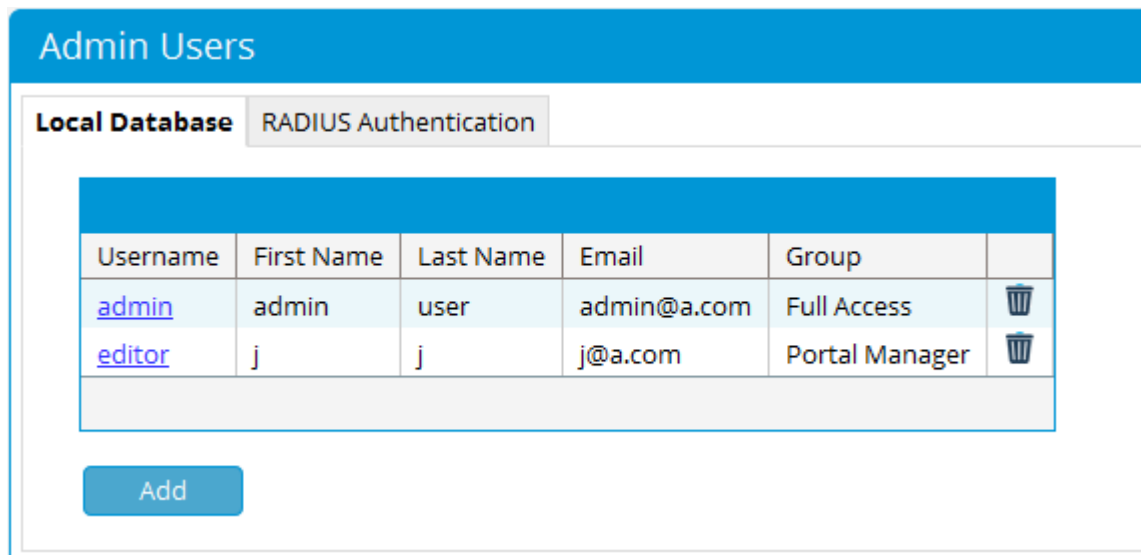 Admin Users
Local Database RADIUS Authentication
Username First Name Last Name Email Group
admin admin user admin@a.com Full Access
editor j j j@a.com Portal Manager
Add